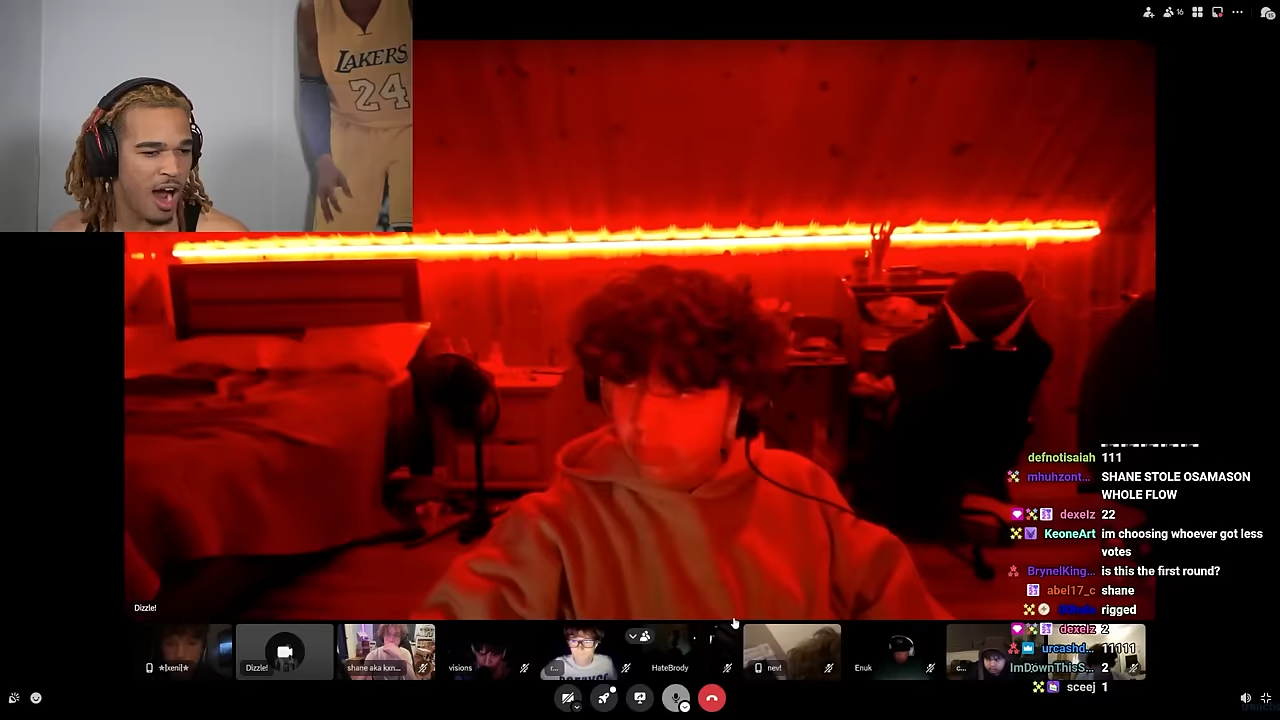 LAKERS
24
16
Dizzle!
defnotisaiah 111
mhuhzont... SHANE STOLE OSAMASON
WHOLE FLOW
dexelz 22
KeoneArt im choosing whoever got less
votes
BrynelKing... is this the first round?
abel17_c shane
rigged
dexelz 2
urcashd... 11011
ImDownThisS... 2
sceej 1
Dizzle!
shane aka kxn...
visions
r...
HateBrody
nev!
Enuk
c...